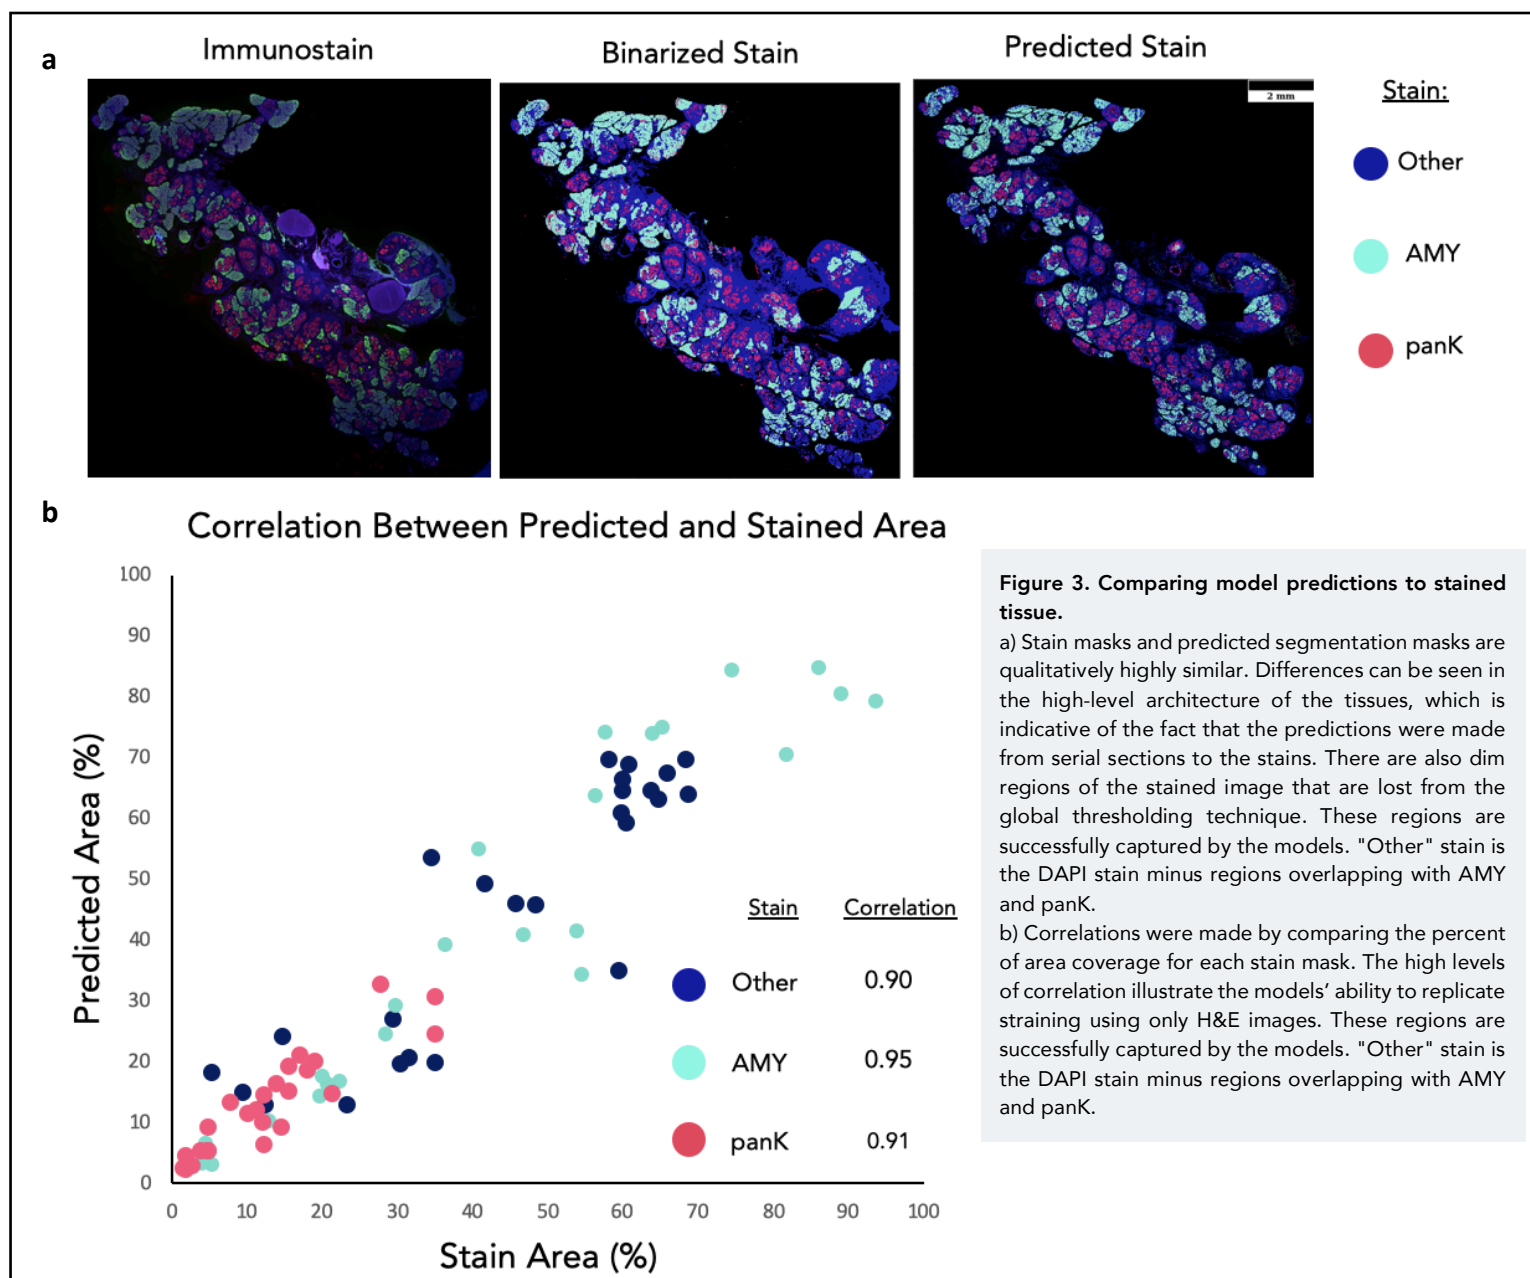 a
Immunostain
Binarized Stain
Predicted Stain
2 mm
Stain:
Other
AMY
panK
b
Correlation Between Predicted and Stained Area
Predicted Area (%)
100
90
80
70
60
50
40
30
20
10
0
0 10 20 30 40 50 60 70 80 90 100
Stain Area (%)
Stain Correlation
Other 0.90
AMY 0.95
panK 0.91
Figure 3. Comparing model predictions to stained
tissue.
a) Stain masks and predicted segmentation masks are
qualitatively highly similar. Differences can be seen in
the high-level architecture of the tissues, which is
indicative of the fact that the predictions were made
from serial sections to the stains. There are also dim
regions of the stained image that are lost from the
global thresholding technique. These regions are
successfully captured by the models. "Other" stain is
the DAPI stain minus regions overlapping with AMY
and panK.
b) Correlations were made by comparing the percent
of area coverage for each stain mask. The high levels
of correlation illustrate the models' ability to replicate
straining using only H&E images. These regions are
successfully captured by the models. "Other" stain is
the DAPI stain minus regions overlapping with AMY
and panK.